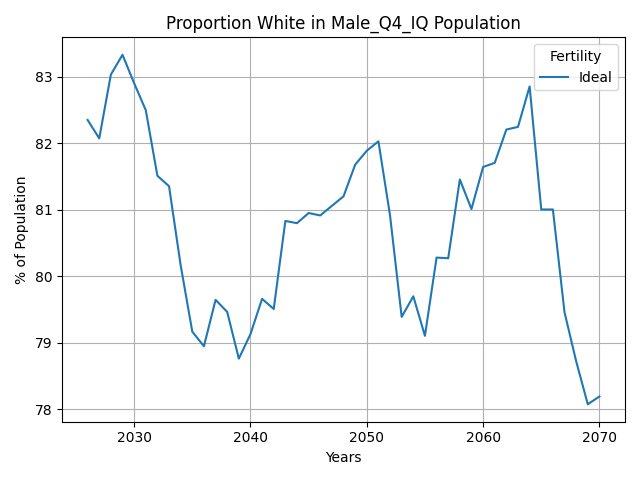 Proportion White in Male_Q4_IQ Population
Fertility
Ideal
83
82
81
80
79
78
% of Population
2030
2040
2050
2060
2070
Years